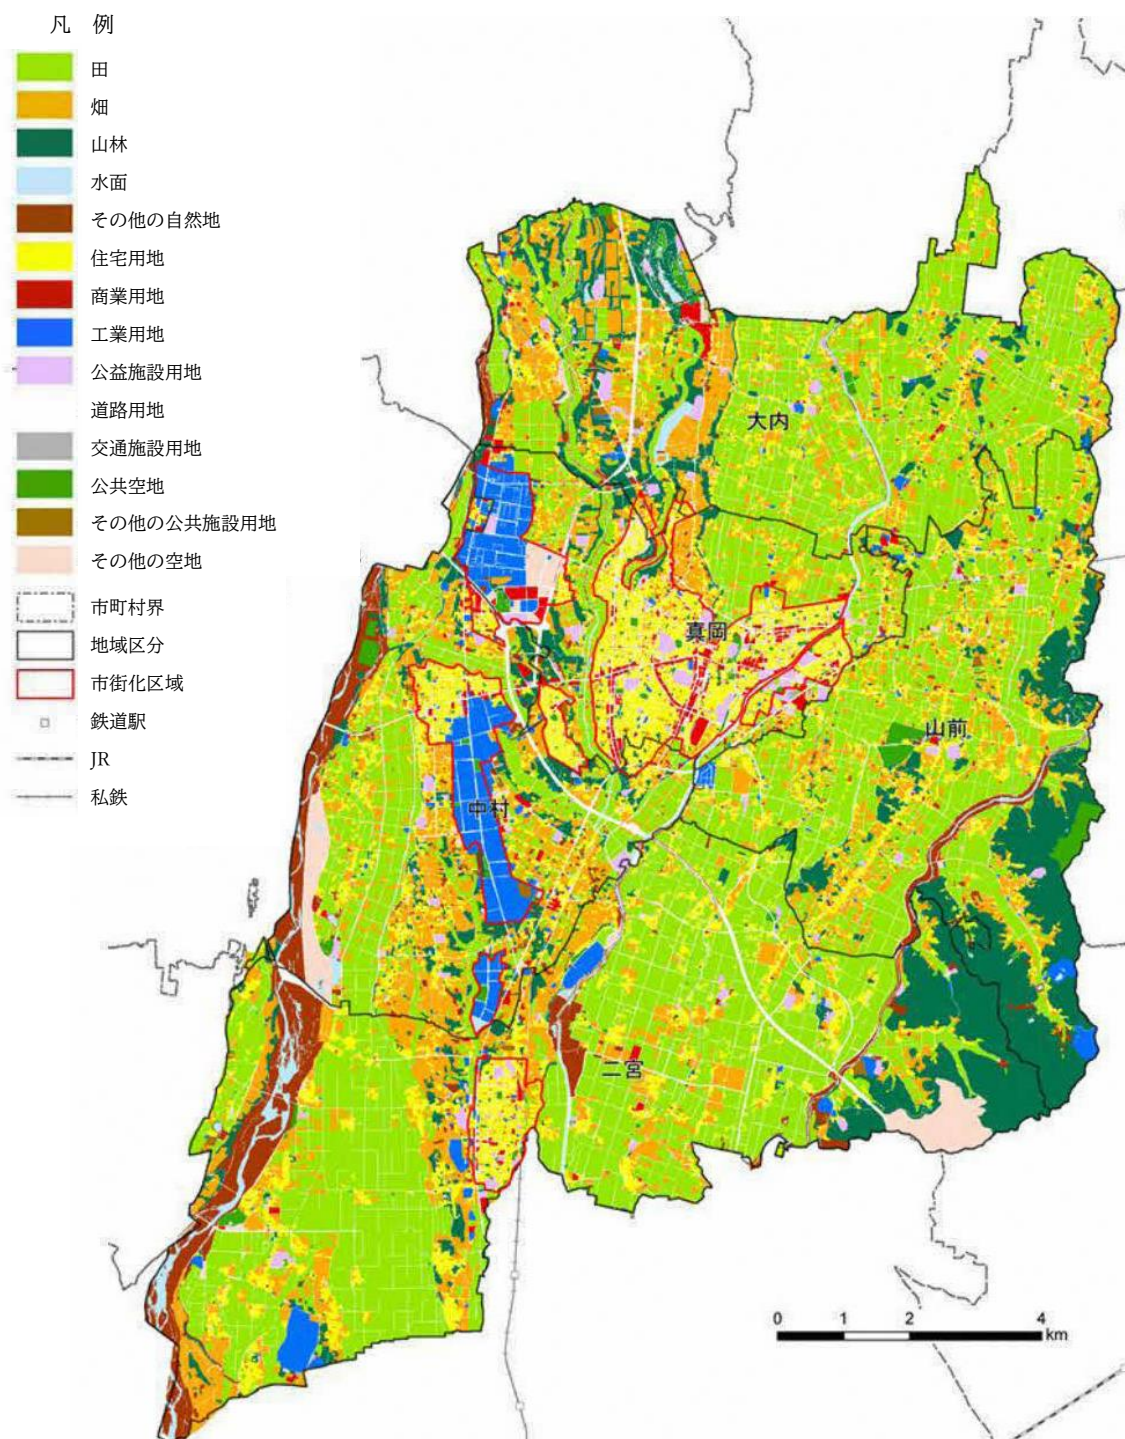 凡 例
田
畑
山林
水面
その他の自然地
住宅用地
商業用地
工業用地
公益施設用地
道路用地
交通施設用地
公共空地
その他の公共施設用地
その他の空地
市町村界
地域区分
市街化区域
鉄道駅
JR
私鉄
大内
真岡
山前
中村
二宮
0 1 2 4
km